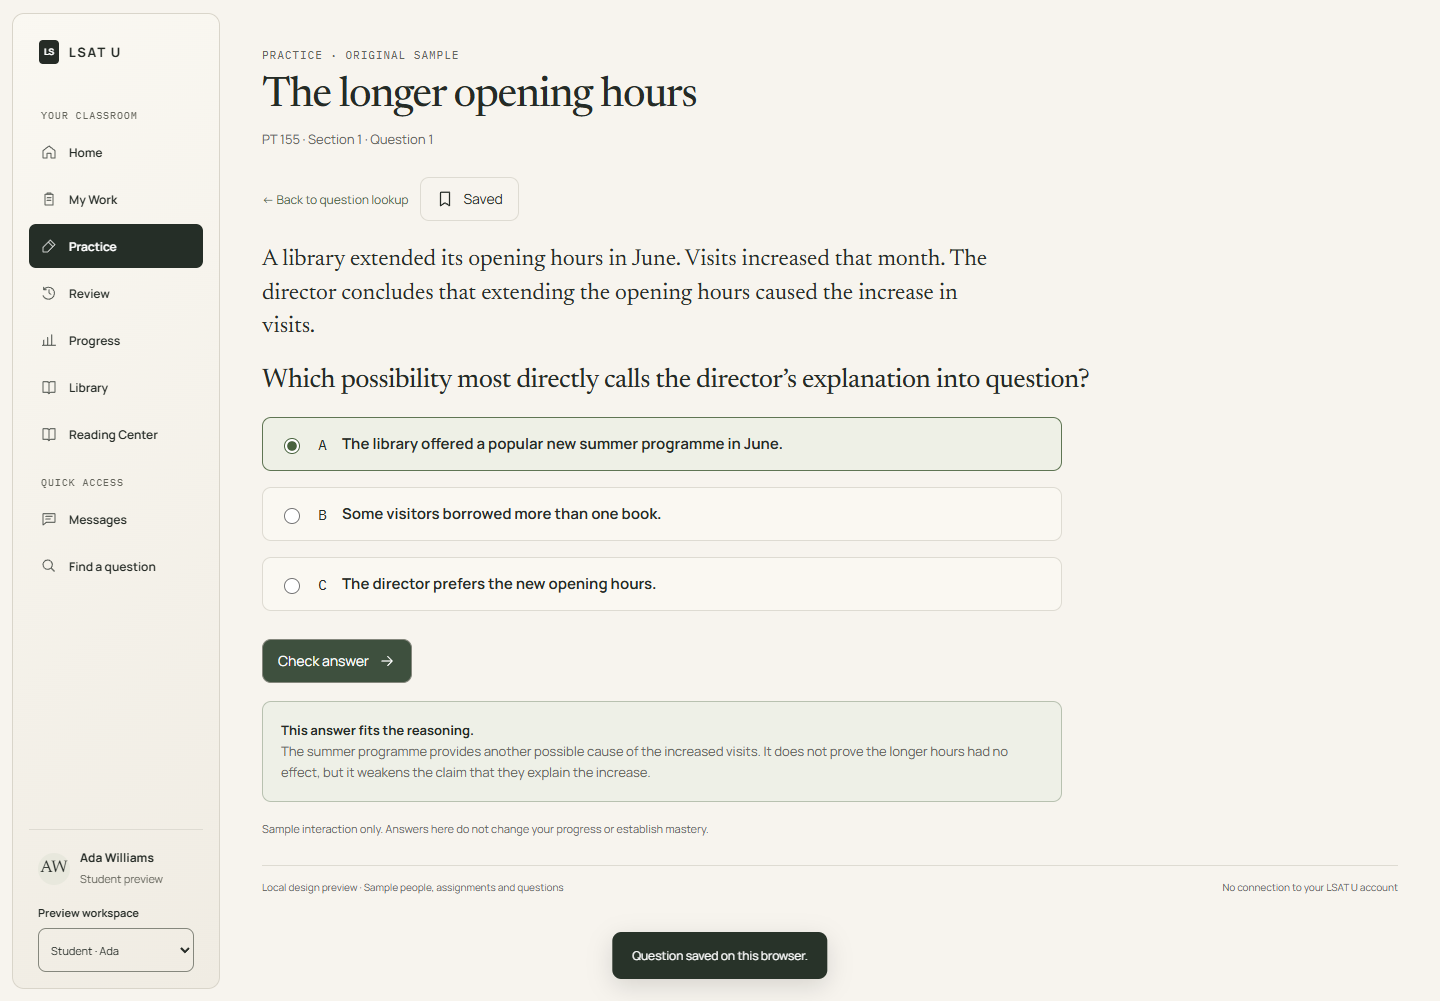 LS LSAT U
YOUR CLASSROOM
Home
My Work
Practice
Review
Progress
Library
Reading Center
QUICK ACCESS
Messages
Find a question
AW Ada Williams
Student preview
Preview workspace
Student · Ada
PRACTICE · ORIGINAL SAMPLE
The longer opening hours
PT 155 · Section 1 · Question 1
← Back to question lookup
Saved
A library extended its opening hours in June. Visits increased that month. The
director concludes that extending the opening hours caused the increase in
visits.
Which possibility most directly calls the director’s explanation into question?
A The library offered a popular new summer programme in June.
B Some visitors borrowed more than one book.
C The director prefers the new opening hours.
Check answer →
This answer fits the reasoning.
The summer programme provides another possible cause of the increased visits. It does not prove the longer hours had no
effect, but it weakens the claim that they explain the increase.
Sample interaction only. Answers here do not change your progress or establish mastery.
Local design preview · Sample people, assignments and questions
No connection to your LSAT U account
Question saved on this browser.